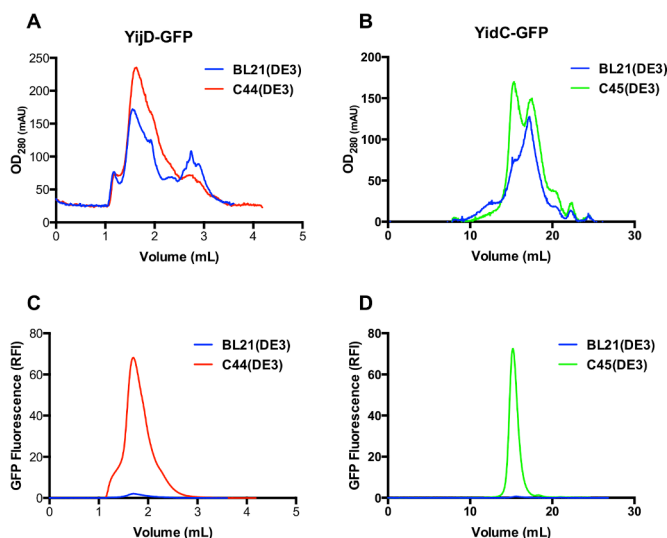 A
YijD-GFP
BL21(DE3)
C44(DE3)
OD280 (mAU)
250
200
150
100
50
0
0 1 2 3 4 5
Volume (mL)
B
YidC-GFP
BL21(DE3)
C45(DE3)
OD280 (mAU)
200
150
100
50
0
0 10 20 30
Volume (mL)
C
BL21(DE3)
C44(DE3)
GFP Fluorescence (RFI)
80
60
40
20
0
0 1 2 3 4 5
Volume (mL)
D
BL21(DE3)
C45(DE3)
GFP Fluorescence (RFI)
80
60
40
20
0
0 10 20 30
Volume (mL)